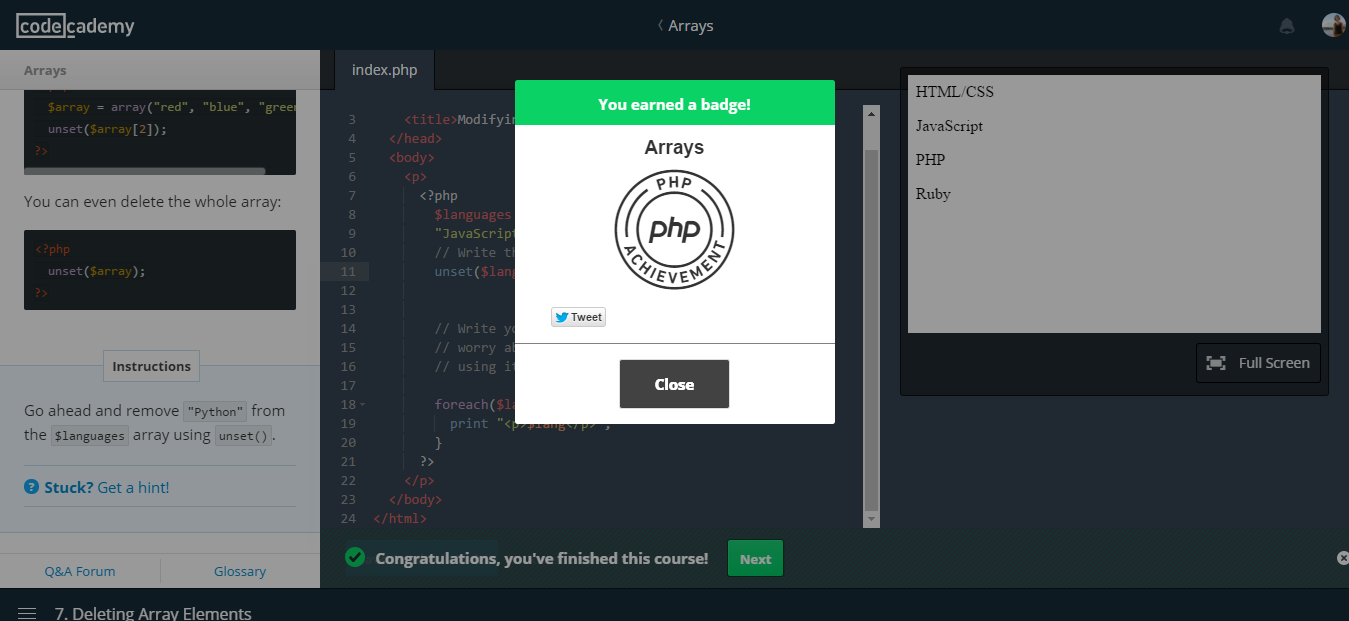 codecademy
Arrays
Arrays
$array = array("red", "blue", "green
unset($array[2]);
?>
You can even delete the whole array:
<?php
unset($array);
?>
Instructions
Go ahead and remove "Python" from
the $languages array using unset().
? Stuck? Get a hint!
Q&A Forum
Glossary
index.php
3 <title>Modifyin
4 </head>
5 <body>
6 <p>
7 <?php
8 $languages
9 "JavaScript
10 // Write th
11 unset($lang
12
13
14 // Write yo
15 // worry ab
16 // using it
17
18 foreach($la
19 print "<p>$lang</p>";
20 }
21 ?>
22 </p>
23 </body>
24 </html>
You earned a badge!
Arrays
PHP
php
ACHIEVEMENT
Tweet
Close
HTML/CSS
JavaScript
PHP
Ruby
Full Screen
Congratulations, you've finished this course!
Next
7. Deleting Array Elements